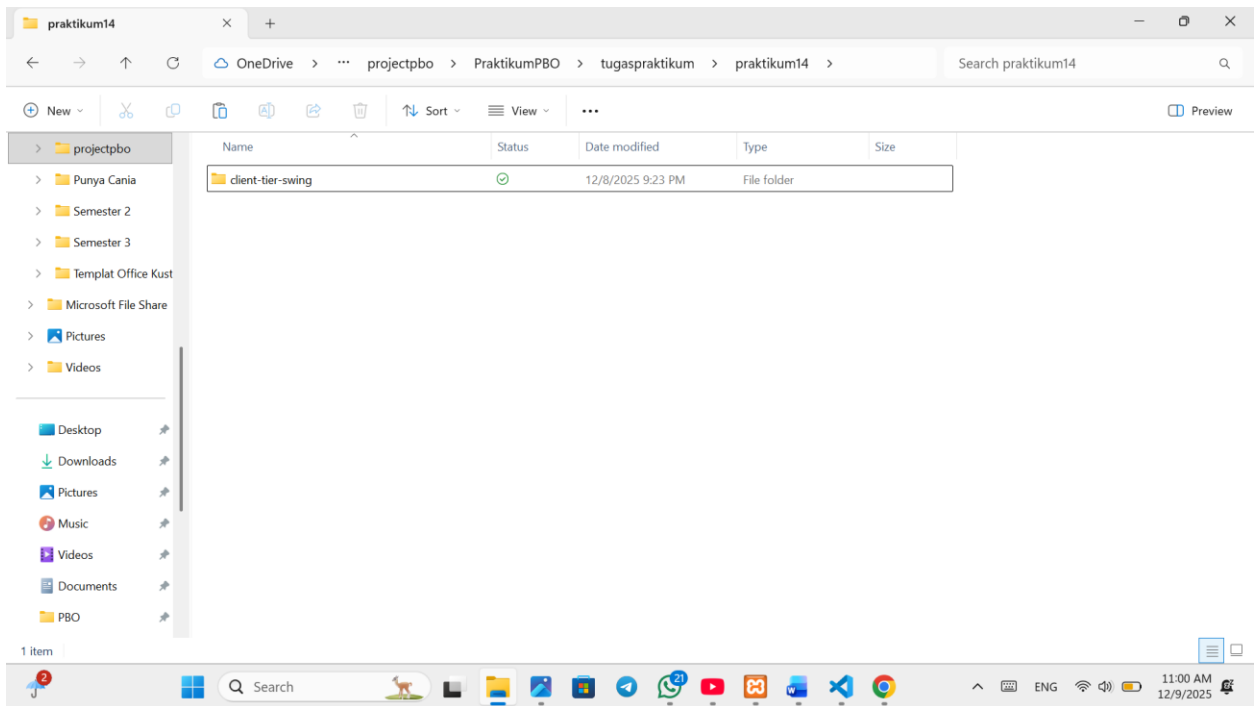 praktikum14
OneDrive > ... projectpbo > PraktikumPBO > tugaspraktikum > praktikum14 >
Search praktikum14
New
Sort
View
...
Preview
Name Status Date modified Type Size
client-tier-swing 12/8/2025 9:23 PM File folder
projectpbo
Punya Cania
Semester 2
Semester 3
Templat Office Kust
Microsoft File Share
Pictures
Videos
Desktop
Downloads
Pictures
Music
Videos
Documents
PBO
1 item
2
Search
21
ENG
11:00 AM
12/9/2025